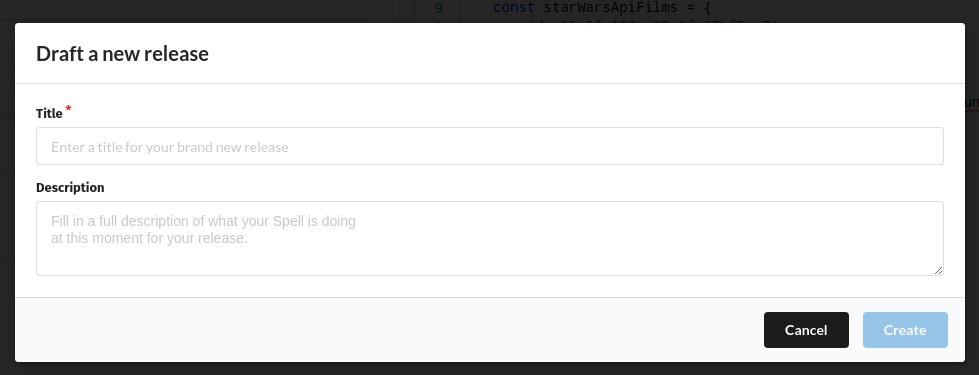 9 const starWarsApiFilms = {
Draft a new release
Title *
Enter a title for your brand new release
Description
Fill in a full description of what your Spell is doing
at this moment for your release.
Cancel Create